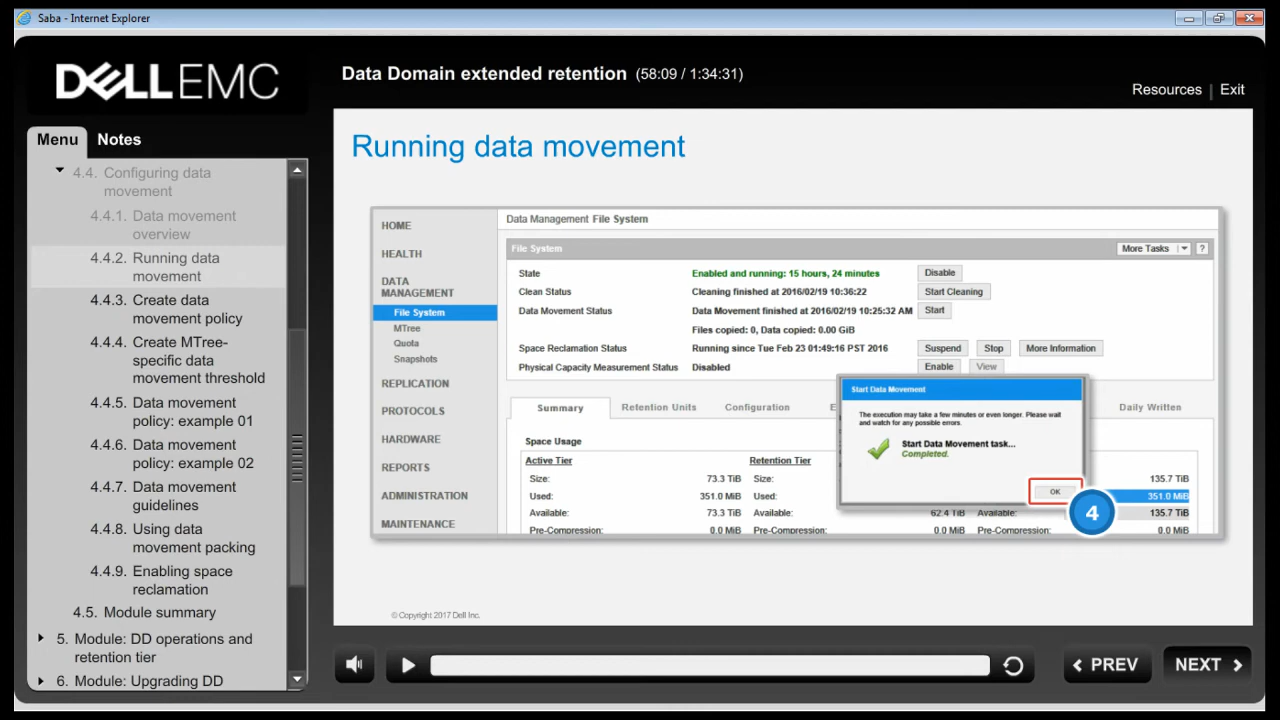 Saba - Internet Explorer
DELLEMC
Data Domain extended retention (58:09 / 1:34:31)
Resources | Exit
Menu Notes
4.4. Configuring data
movement
4.4.1. Data movement
overview
4.4.2. Running data
movement
4.4.3. Create data
movement policy
4.4.4. Create MTree-
specific data
movement threshold
4.4.5. Data movement
policy: example 01
4.4.6. Data movement
policy: example 02
4.4.7. Data movement
guidelines
4.4.8. Using data
movement packing
4.4.9. Enabling space
reclamation
4.5. Module summary
5. Module: DD operations and
retention tier
6. Module: Upgrading DD
Running data movement
HOME
HEALTH
DATA
MANAGEMENT
File System
MTree
Quota
Snapshots
REPLICATION
PROTOCOLS
HARDWARE
REPORTS
ADMINISTRATION
MAINTENANCE
Data Management File System
File System More Tasks ?
State Enabled and running: 15 hours, 24 minutes Disable
Clean Status Cleaning finished at 2016/02/19 10:36:22 Start Cleaning
Data Movement Status Data Movement finished at 2016/02/19 10:25:32 AM Start
Files copied: 0, Data copied: 0.00 GiB
Space Reclamation Status Running since Tue Feb 23 01:49:16 PST 2016 Suspend Stop More Information
Physical Capacity Measurement Status Disabled Enable View
Summary Retention Units Configuration E Daily Written
Space Usage
Active Tier Retention Tier
Size: 73.3 TiB Size: 135.7 TiB
Used: 351.0 MiB Used: 351.0 MiB
Available: 73.3 TiB Available: 62.4 TiB Available: 135.7 TiB
Pre-Compression: 0.0 MiB Pre-Compression: 0.0 MiB Pre-Compression: 0.0 MiB
Start Data Movement
The execution may take a few minutes or even longer. Please wait
and watch for any possible errors.
Start Data Movement task...
Completed.
OK
4
© Copyright 2017 Dell Inc.
PREV NEXT